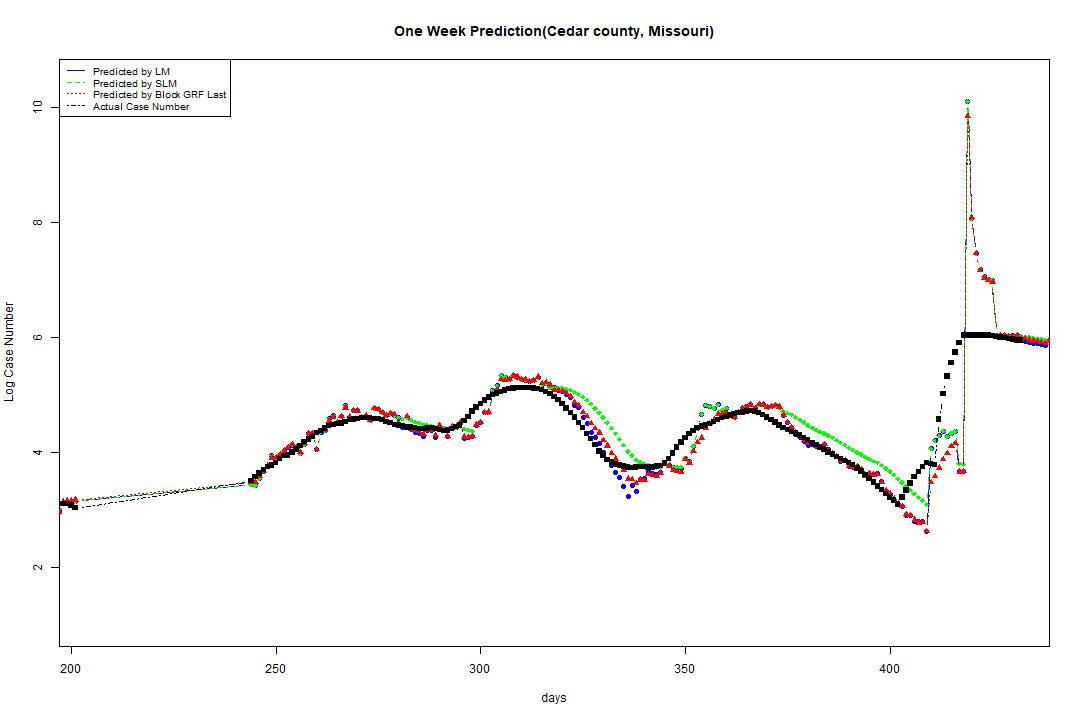 One Week Prediction(Cedar county, Missouri)
Predicted by LM
Predicted by SLM
Predicted by Block GRF Last
Actual Case Number
Log Case Number
10
8
6
4
2
200 250 300 350 400
days